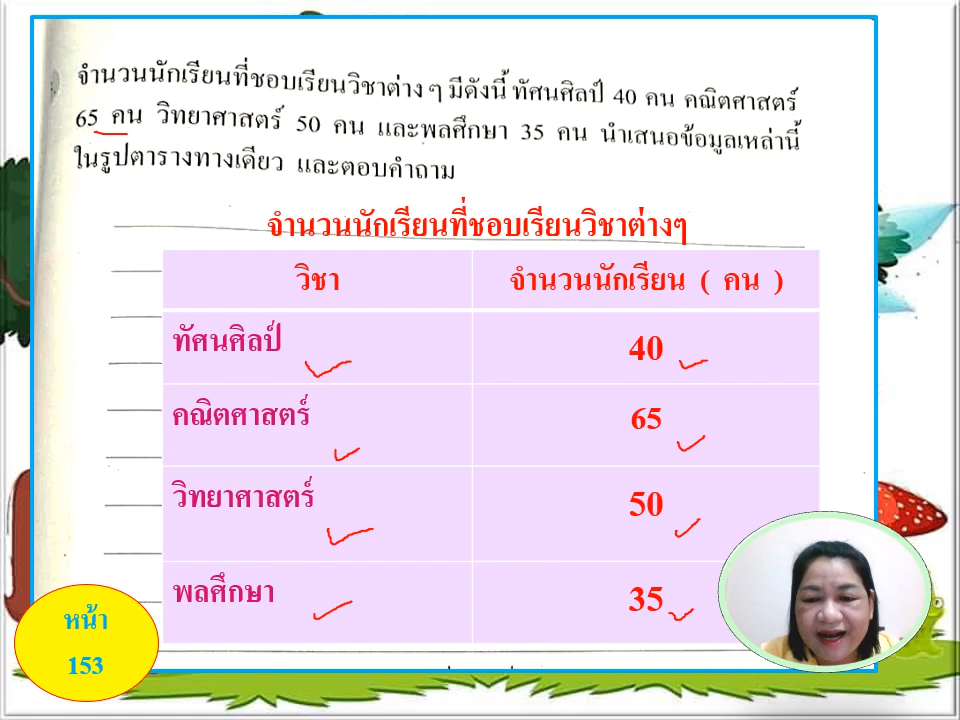 จำนวนนักเรียนที่ชอบเรียนวิชาต่าง ๆ มีดังนี้ ทัศนศิลป์ 40 คน คณิตศาสตร์
65 คน วิทยาศาสตร์ 50 คน และพลศึกษา 35 คน นำเสนอข้อมูลเหล่านี้
ในรูปตารางทางเดียว และตอบคำถาม
จำนวนนักเรียนที่ชอบเรียนวิชาต่างๆ
วิชา จำนวนนักเรียน ( คน )
ทัศนศิลป์ 40
คณิตศาสตร์ 65
วิทยาศาสตร์ 50
พลศึกษา 35
หน้า
153